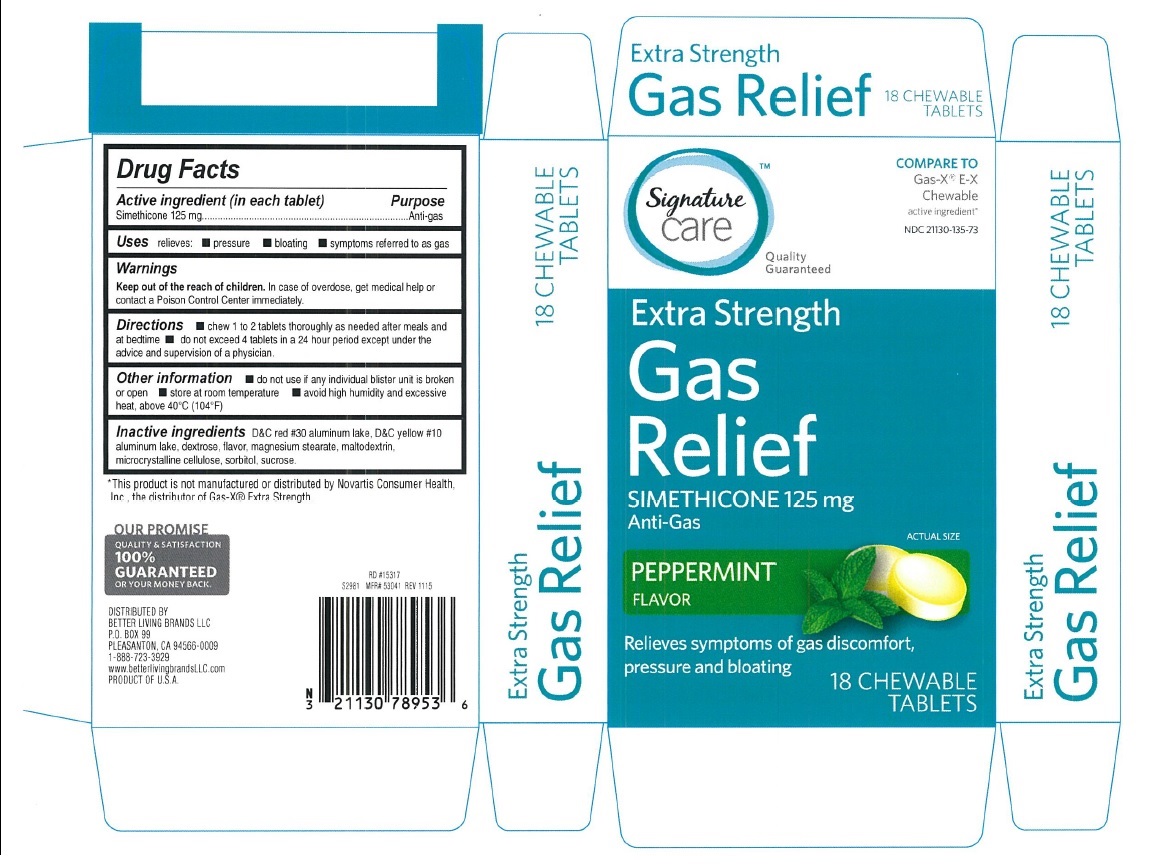 Drug Facts
Active ingredient (in each tablet) Purpose
Simethicone 125 mg......................................................................Anti-gas
Uses relieves: ■ pressure ■ bloating ■ symptoms referred to as gas
Warnings
Keep out of the reach of children. In case of overdose, get medical help or
contact a Poison Control Center immediately.
Directions ■ chew 1 to 2 tablets thoroughly as needed after meals and
at bedtime ■ do not exceed 4 tablets in a 24 hour period except under the
advice and supervision of a physician.
Other information ■ do not use if any individual blister unit is broken
or open ■ store at room temperature ■ avoid high humidity and excessive
heat, above 40°C (104°F)
Inactive ingredients D&C red #30 aluminum lake, D&C yellow #10
aluminum lake, dextrose, flavor, magnesium stearate, maltodextrin,
microcrystalline cellulose, sorbitol, sucrose.
*This product is not manufactured or distributed by Novartis Consumer Health,
Inc., the distributor of Gas-X® Extra Strength
OUR PROMISE
QUALITY & SATISFACTION
100%
GUARANTEED
OR YOUR MONEY BACK.
DISTRIBUTED BY
BETTER LIVING BRANDS LLC
P.O. BOX 99
PLEASANTON, CA 94566-0009
1-888-723-3929
www.betterlivingbrandsLLC.com
PRODUCT OF U.S.A.
RD #15317
S2981 MFR# 53041 REV 1115
N
3 21130 78953 6
18 CHEWABLE
TABLETS
Extra Strength
Gas Relief
Extra Strength
Gas Relief 18 CHEWABLE
TABLETS
Signature
care
™
Quality
Guaranteed
COMPARE TO
Gas-X® E-X
Chewable
active ingredient*
NDC 21130-135-73
Extra Strength
Gas
Relief
SIMETHICONE 125 mg
Anti-Gas
ACTUAL SIZE
PEPPERMINT
FLAVOR
Relieves symptoms of gas discomfort,
pressure and bloating
18 CHEWABLE
TABLETS
18 CHEWABLE
TABLETS
Extra Strength
Gas Relief